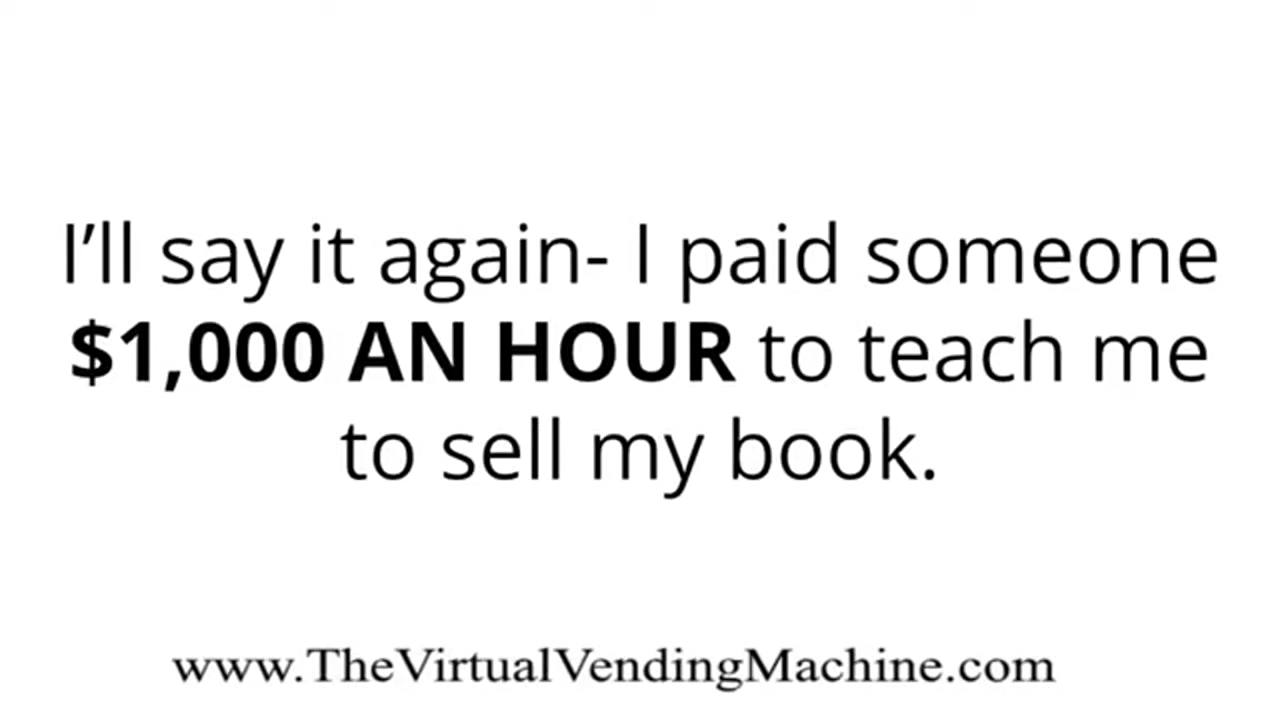 I’ll say it again- I paid someone
$1,000 AN HOUR to teach me
to sell my book.
www.TheVirtualVendingMachine.com